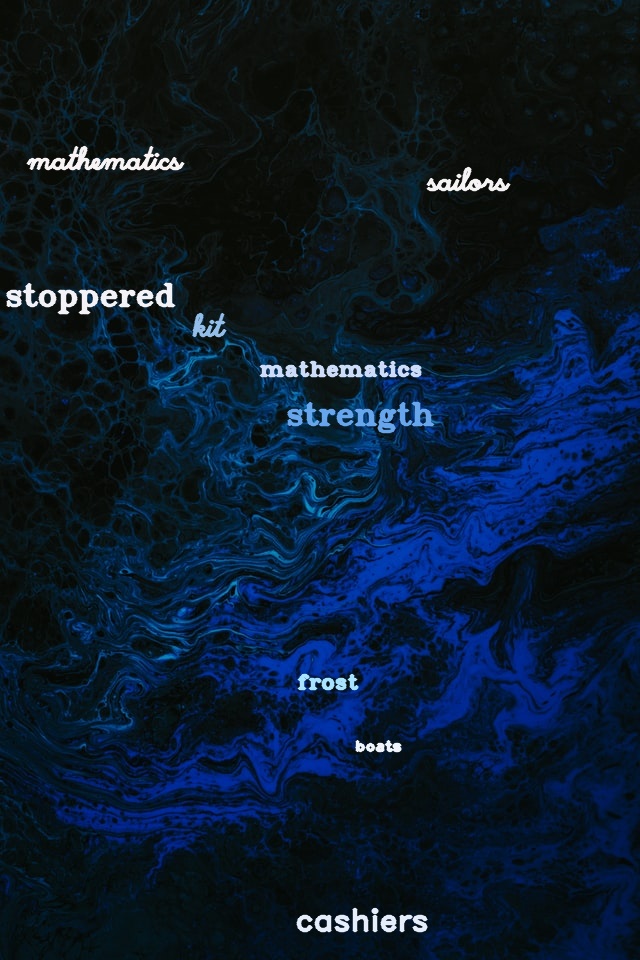 mathematics
sailors
stoppered
kit
mathematics
strength
frost
boats
cashiers